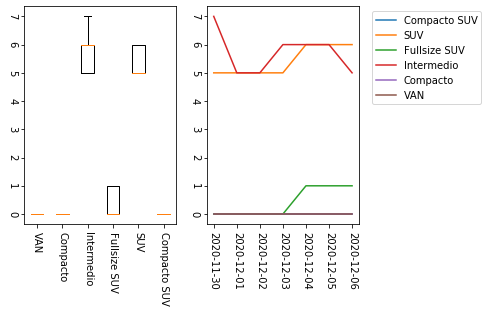 7
6
5
4
3
2
1
0
VAN
Compacto
Intermedio
Fullsize SUV
SUV
Compacto SUV
7
6
5
4
3
2
1
0
2020-11-30
2020-12-01
2020-12-02
2020-12-03
2020-12-04
2020-12-05
2020-12-06
Compacto SUV
SUV
Fullsize SUV
Intermedio
Compacto
VAN